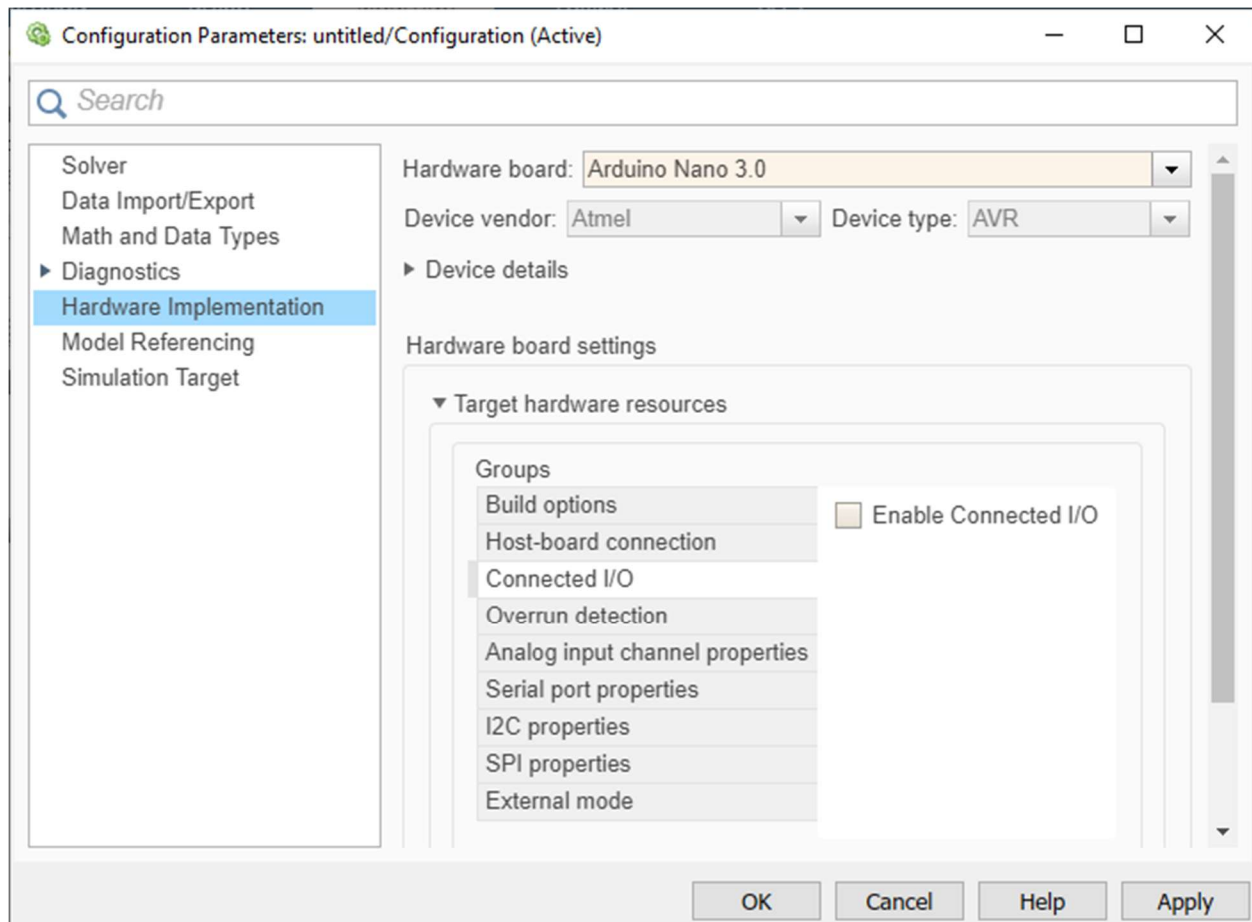 Configuration Parameters: untitled/Configuration (Active)
Search
Solver
Data Import/Export
Math and Data Types
Diagnostics
Hardware Implementation
Model Referencing
Simulation Target
Hardware board: Arduino Nano 3.0
Device vendor: Atmel Device type: AVR
Device details
Hardware board settings
Target hardware resources
Groups
Build options
Host-board connection
Connected I/O
Overrun detection
Analog input channel properties
Serial port properties
I2C properties
SPI properties
External mode
Enable Connected I/O
OK Cancel Help Apply